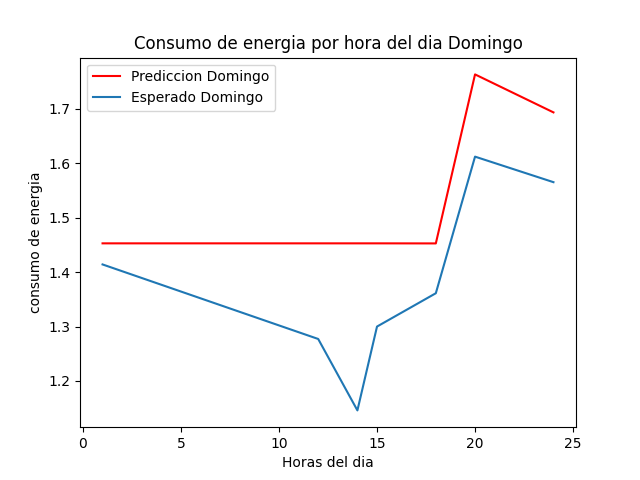 Consumo de energia por hora del dia Domingo
Prediccion Domingo
Esperado Domingo
consumo de energia
1.7
1.6
1.5
1.4
1.3
1.2
0 5 10 15 20 25
Horas del dia